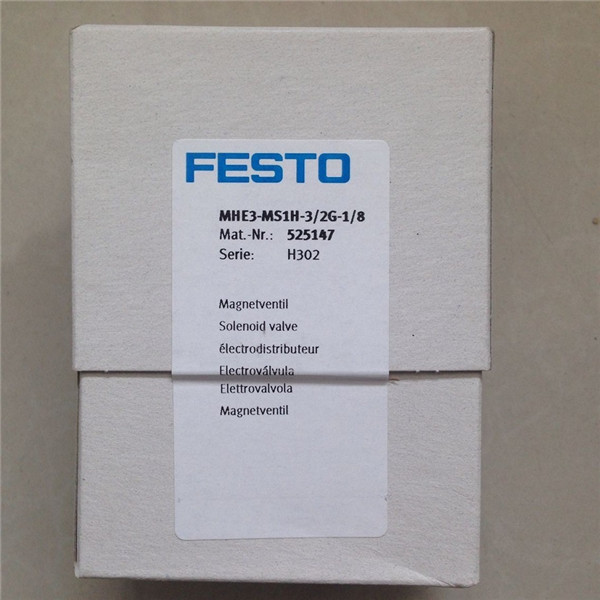 FESTO
MHE3-MS1H-3/2G-1/8
Mat.-Nr.: 525147
Serie: H302
Magnetventil
Solenoid valve
électrodistributeur
Electroválvula
Elettrovalvola
Magnetventil